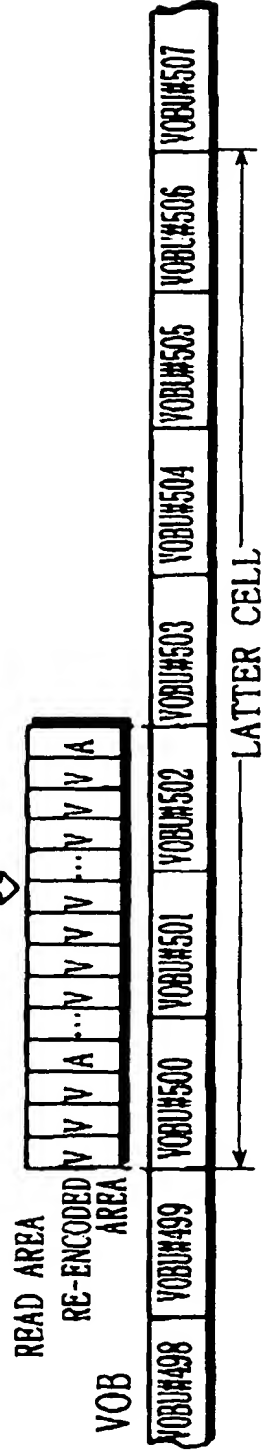 READ AREA
RE-ENCODED
AREA
V V V A ... V V V V ... V V V A
VOB
VOBU#498 VOBU#499 VOBU#500 VOBU#501 VOBU#502 VOBU#503 VOBU#504 VOBU#505 VOBU#506 VOBU#507
LATTER CELL